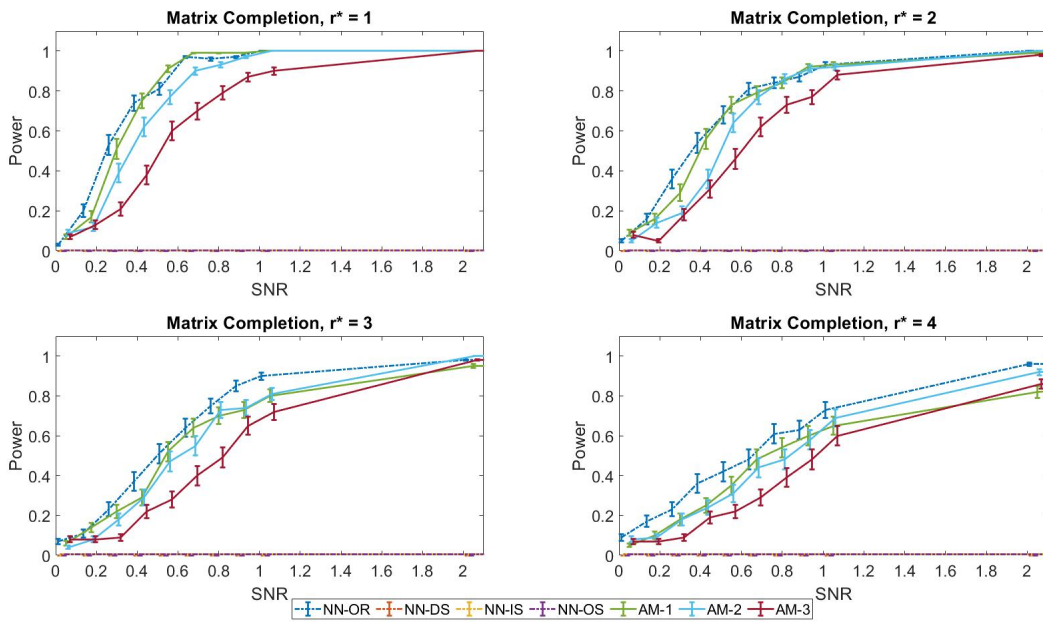 Matrix Completion, r* = 1
Matrix Completion, r* = 2
Power
1
0.8
0.6
0.4
0.2
0
0 0.2 0.4 0.6 0.8 1 1.2 1.4 1.6 1.8 2
SNR
Power
1
0.8
0.6
0.4
0.2
0
0 0.2 0.4 0.6 0.8 1 1.2 1.4 1.6 1.8 2
SNR
Matrix Completion, r* = 3
Matrix Completion, r* = 4
Power
1
0.8
0.6
0.4
0.2
0
0 0.2 0.4 0.6 0.8 1 1.2 1.4 1.6 1.8 2
SNR
Power
1
0.8
0.6
0.4
0.2
0
0 0.2 0.4 0.6 0.8 1 1.2 1.4 1.6 1.8 2
SNR
NN-OR NN-DS NN-IS NN-OS AM-1 AM-2 AM-3